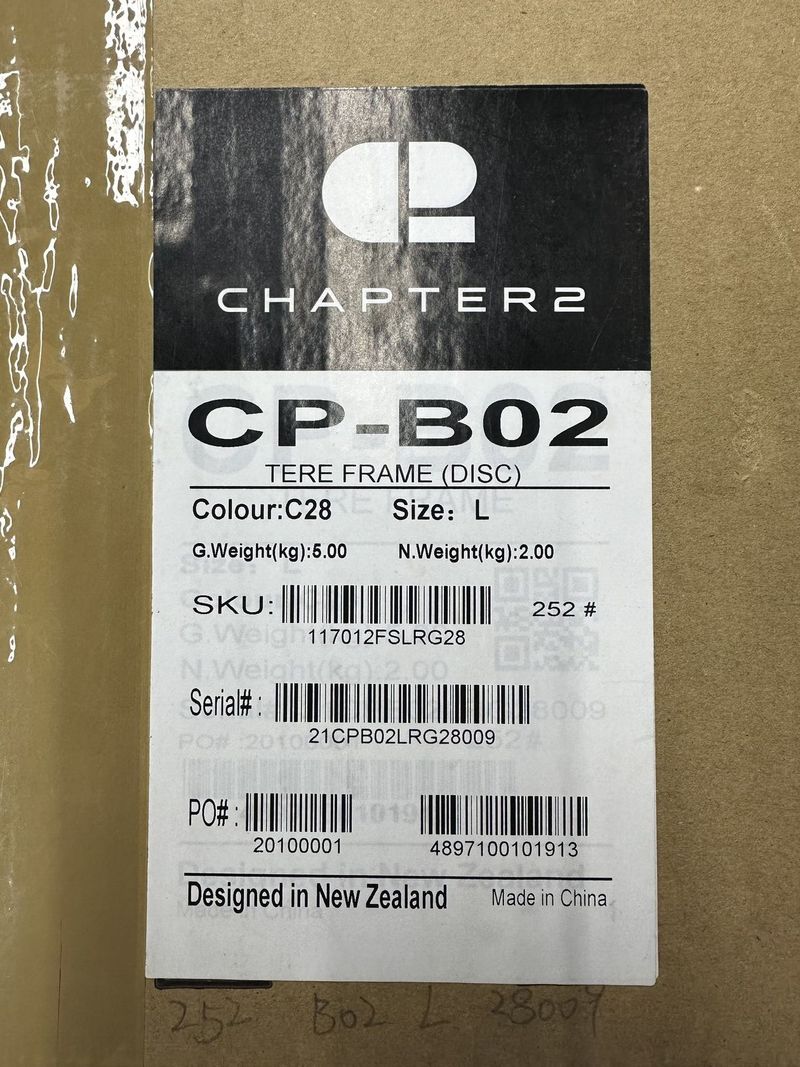 CHAPTER2
CP-B02
TERE FRAME (DISC)
Colour:C28 Size: L
G.Weight(kg):5.00 N.Weight(kg):2.00
SKU: 252 #
117012FSLRG28
Serial# :
21CPB02LRG28009
PO# :
20100001 4897100101913
Designed in New Zealand Made in China
252 B02 L 28009